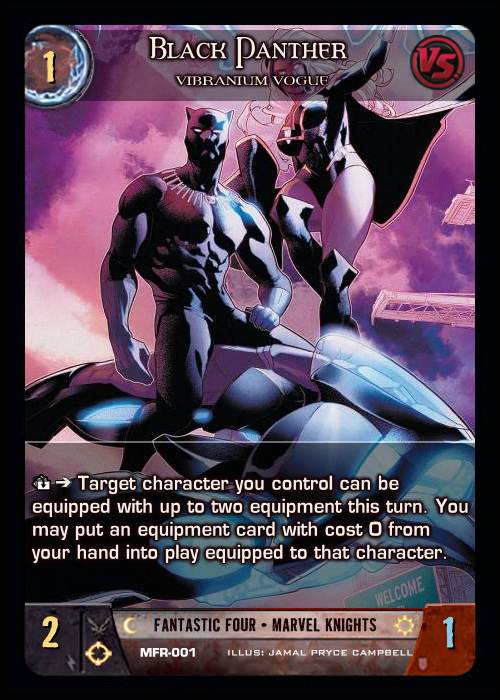 1
BLACK PANTHER
VS
VIBRANIUM VOGUE
➔ Target character you control can be
equipped with up to two equipment this turn. You
may put an equipment card with cost 0 from
your hand into play equipped to that character.
WELCOME
2
FANTASTIC FOUR • MARVEL KNIGHTS
1
MFR-001 ILLUS: JAMAL PRYCE CAMPBELL